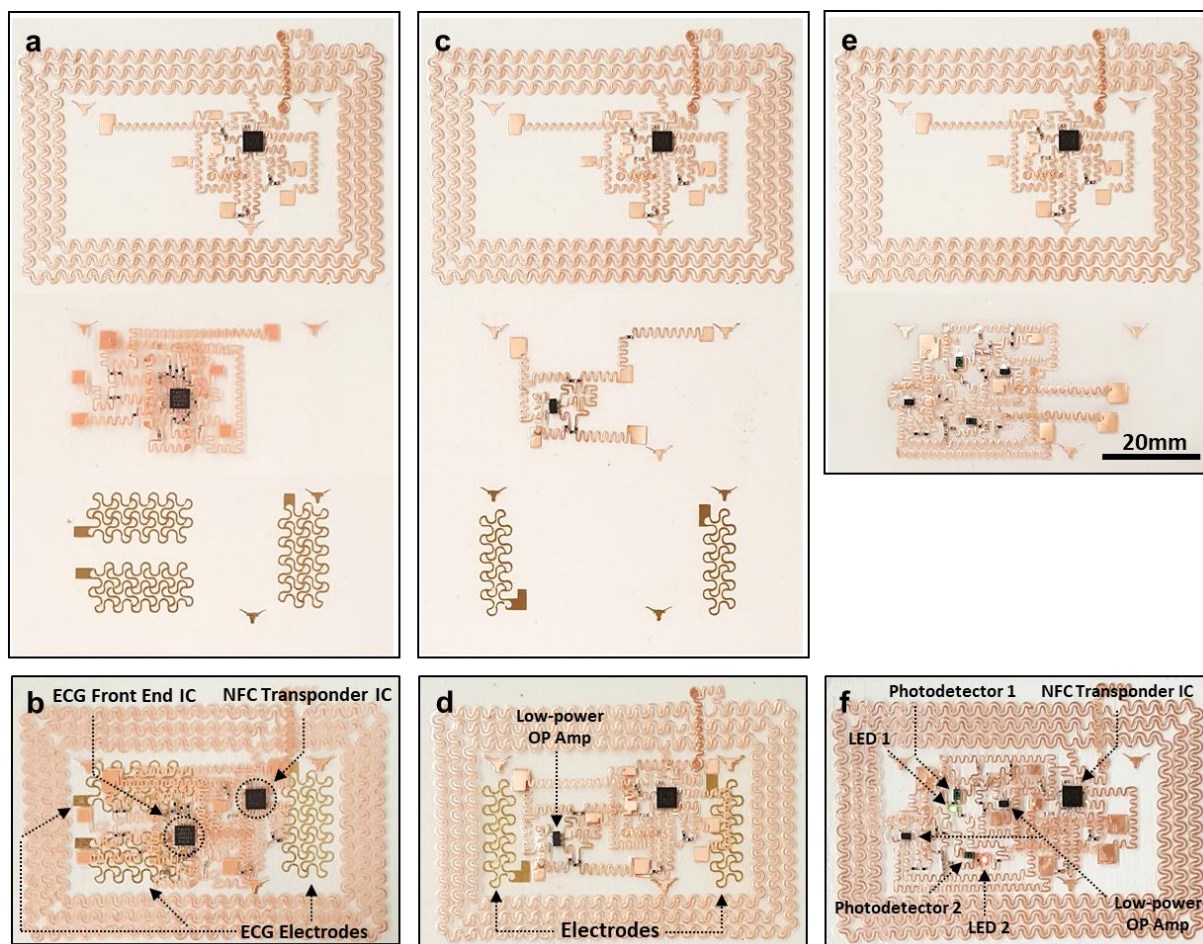 a
c
e
20mm
b
ECG Front End IC
NFC Transponder IC
ECG Electrodes
d
Low-power
OP Amp
Electrodes
f
Photodetector 1
NFC Transponder IC
LED 1
Photodetector 2
LED 2
Low-power
OP Amp